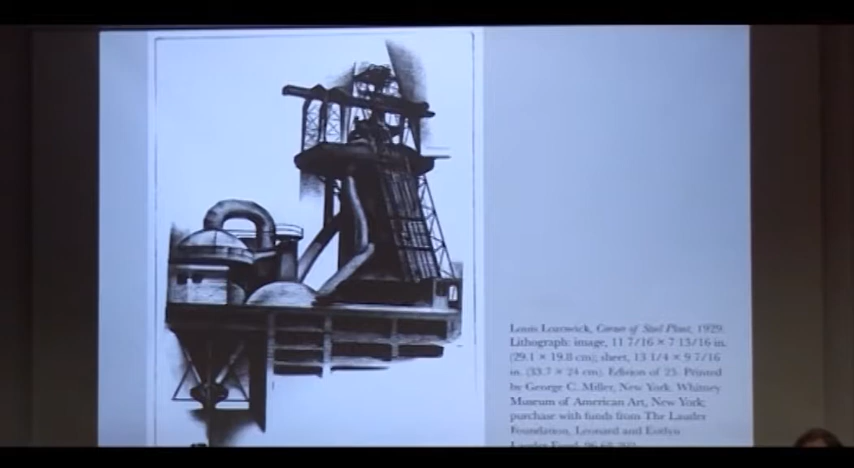 Louis Lozowick, Corner of Steel Plant, 1929.
Lithograph: image, 11 7/16 × 7 13/16 in.
(29.1 × 19.8 cm); sheet, 13 1/4 × 9 7/16
in. (33.7 × 24 cm). Edition of 25. Printed
by George C. Miller, New York. Whitney
Museum of American Art, New York;
purchase with funds from The Lauder
Foundation, Leonard and Evelyn
Lauder Fund